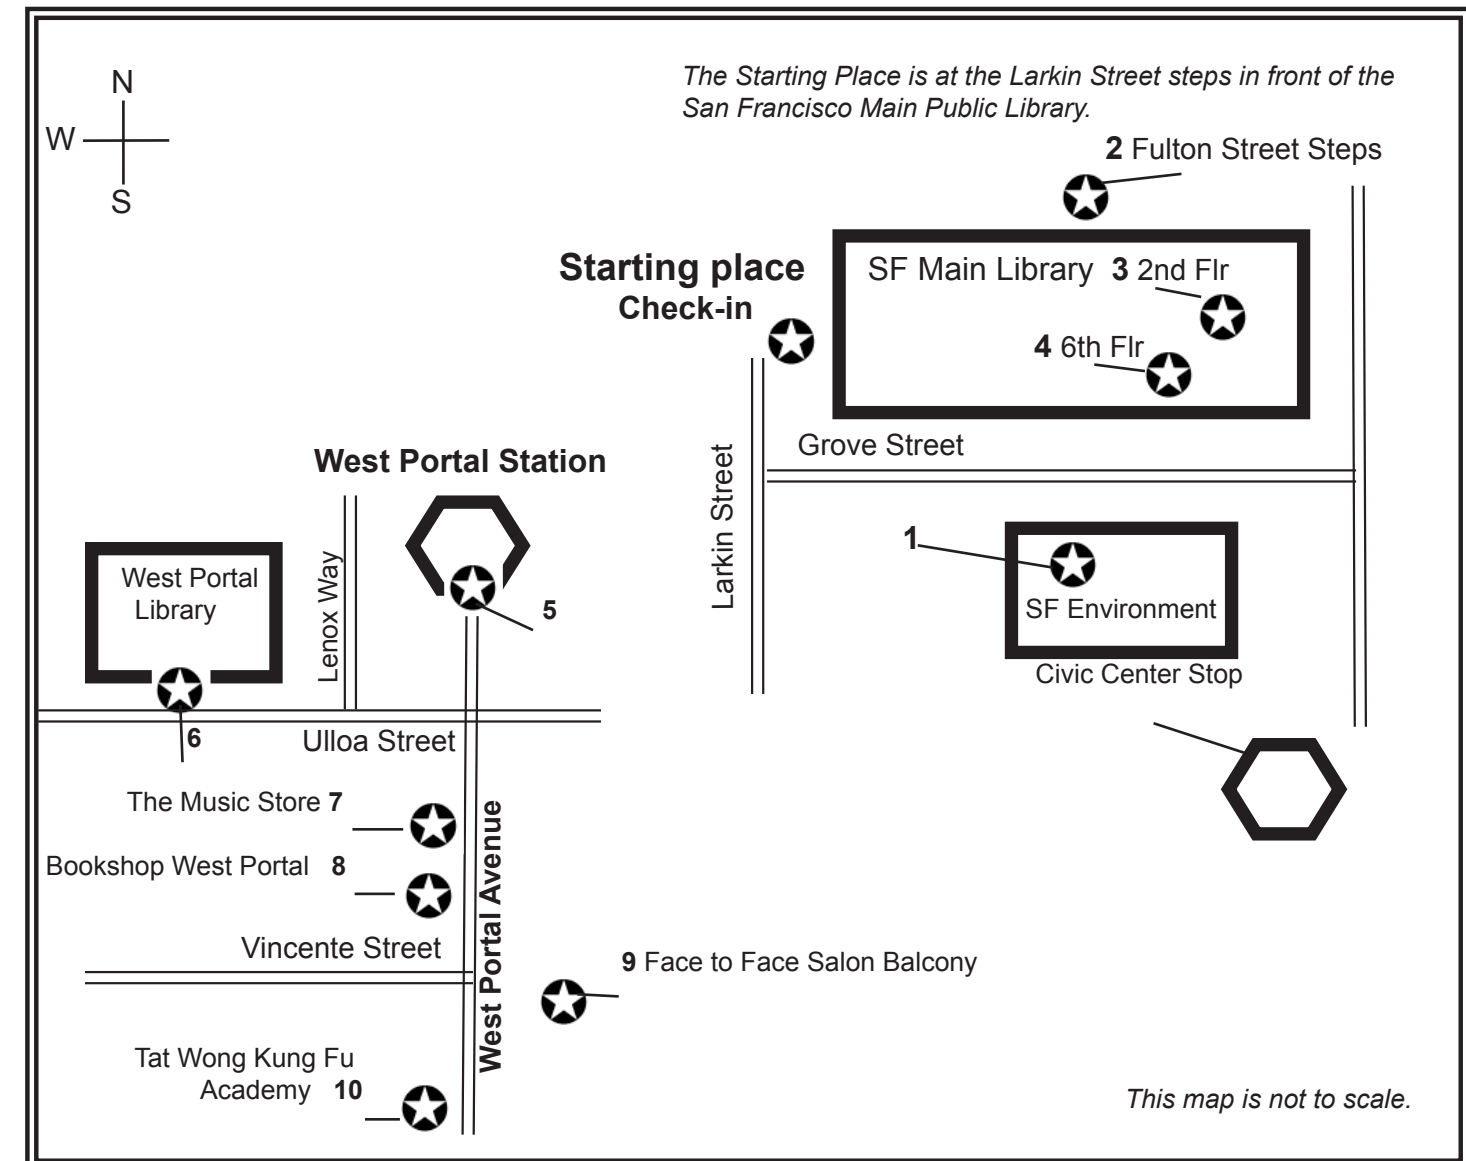 N
W
S
The Starting Place is at the Larkin Street steps in front of the
San Francisco Main Public Library.
2 Fulton Street Steps
Starting place
Check-in
SF Main Library 3 2nd Flr
4 6th Flr
Grove Street
Larkin Street
1
SF Environment
Civic Center Stop
West Portal Station
West Portal
Library
Lenox Way
5
6
Ulloa Street
The Music Store 7
Bookshop West Portal 8
West Portal Avenue
Vincente Street
9 Face to Face Salon Balcony
Tat Wong Kung Fu
Academy 10
This map is not to scale.